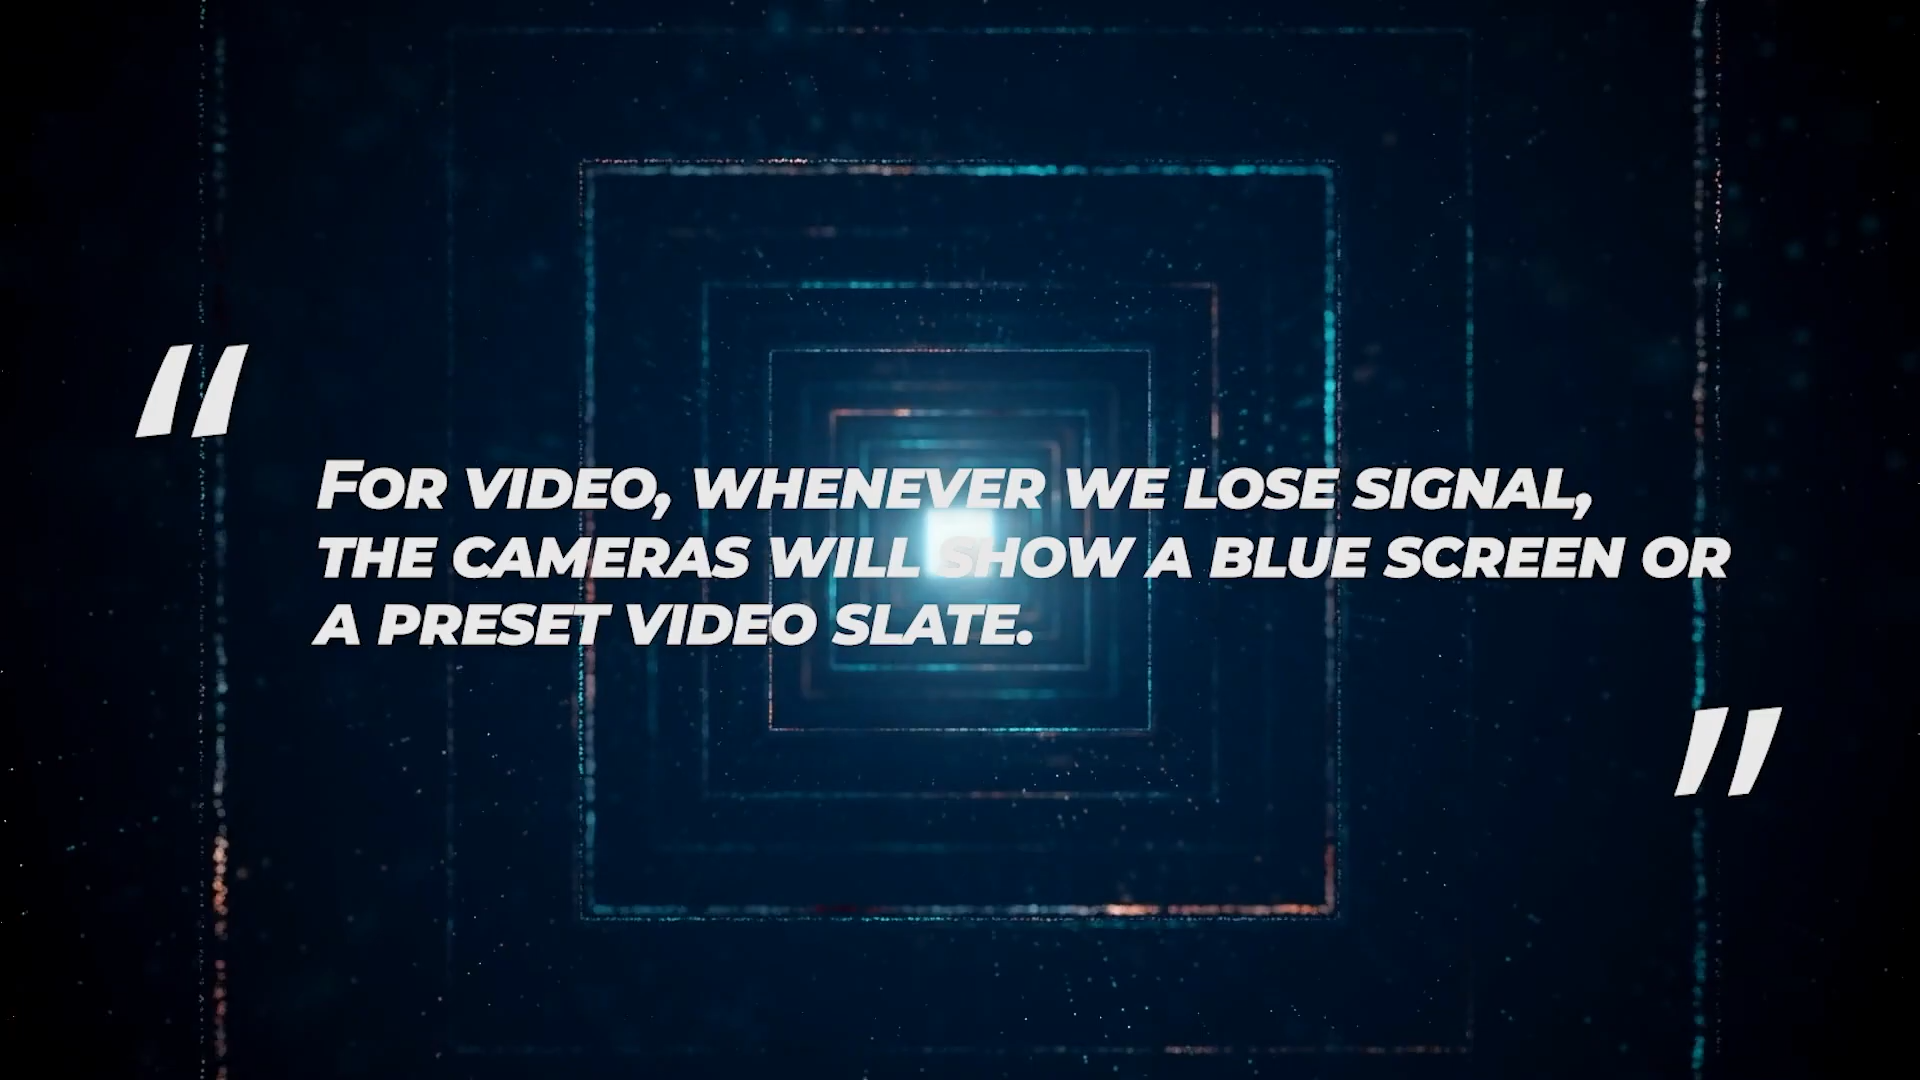 “
FOR VIDEO, WHENEVER WE LOSE SIGNAL,
THE CAMERAS WILL SHOW A BLUE SCREEN OR
A PRESET VIDEO SLATE.
”